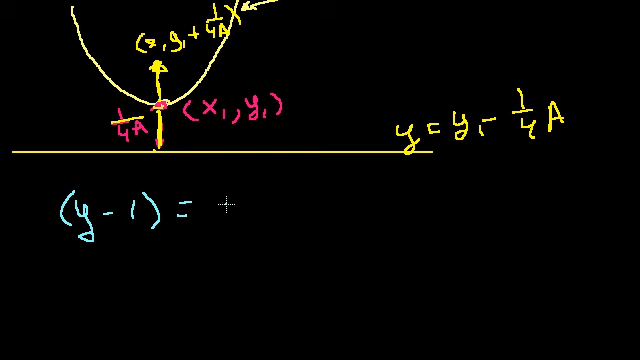 (x, y₁ + 1/4A)
1/4A (x₁, y₁)
y = y₁ - 1/4 A
(y - 1) =